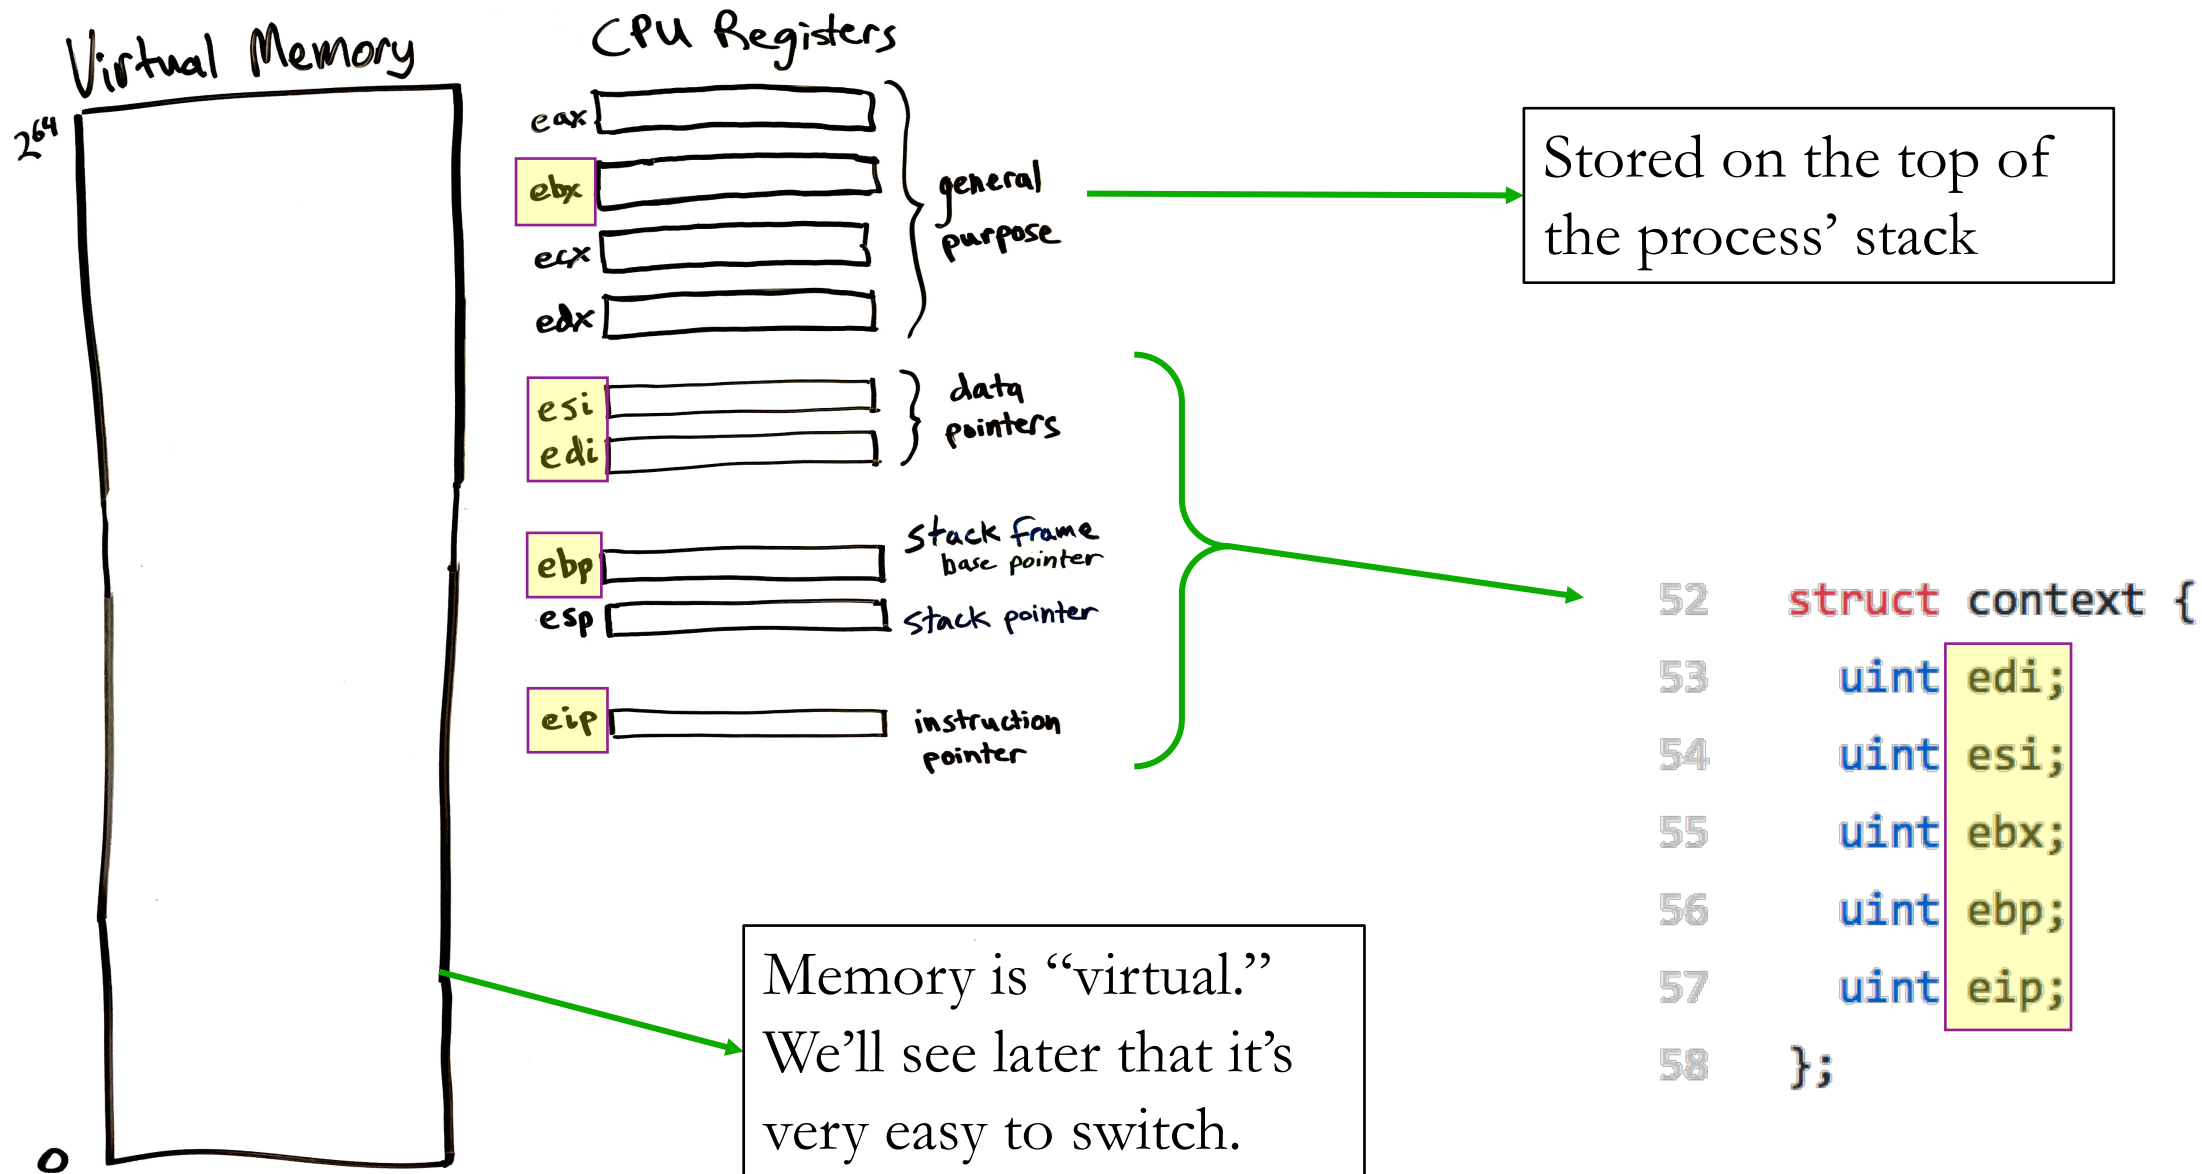 Virtual Memory
2^64
0
CPU Registers
eax
ebx
ecx
edx
general
purpose
esi
edi
data
pointers
ebp
stack frame
base pointer
esp
stack pointer
eip
instruction
pointer
Stored on the top of
the process’ stack
Memory is “virtual.”
We’ll see later that it’s
very easy to switch.
52 struct context {
53 uint edi;
54 uint esi;
55 uint ebx;
56 uint ebp;
57 uint eip;
58 };